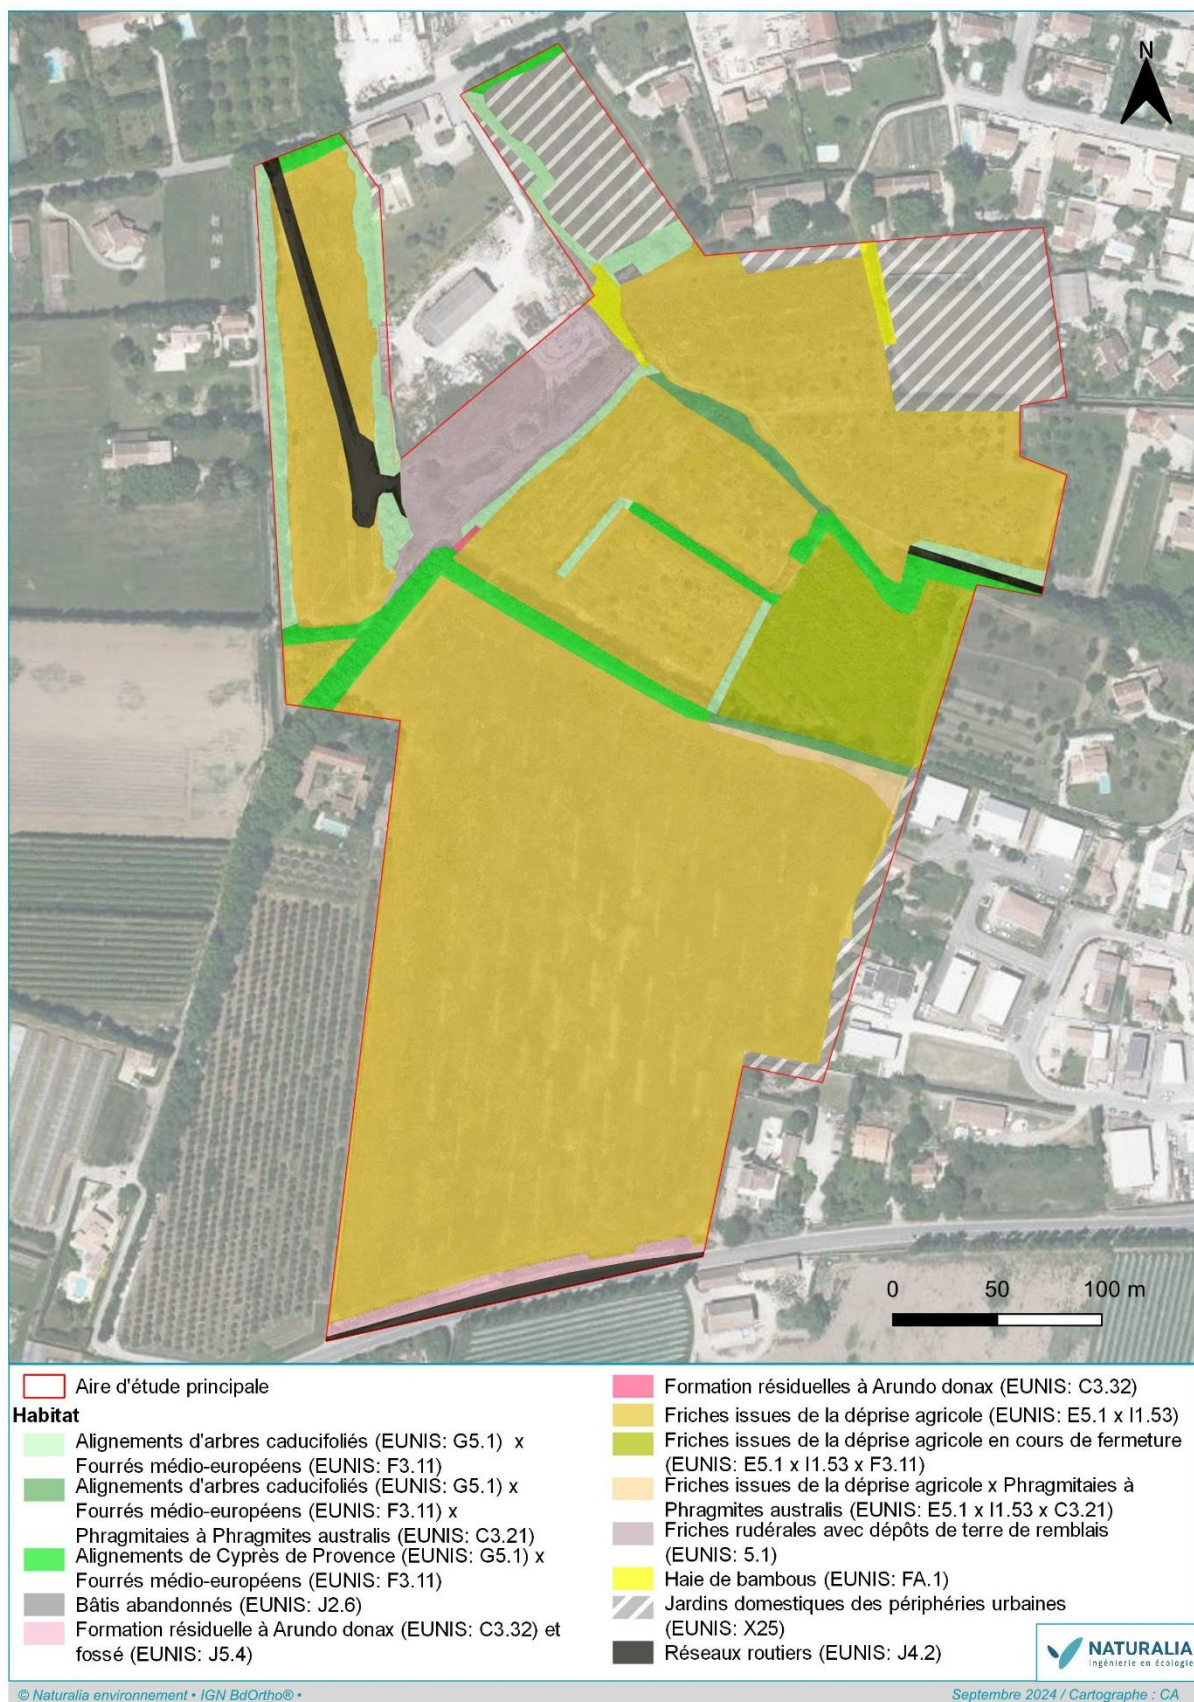 N
0 50 100 m
Aire d'étude principale
Habitat
Alignements d'arbres caducifoliés (EUNIS: G5.1) x
Fourrés médio-européens (EUNIS: F3.11)
Alignements d'arbres caducifoliés (EUNIS: G5.1) x
Fourrés médio-européens (EUNIS: F3.11) x
Phragmitaies à Phragmites australis (EUNIS: C3.21)
Alignements de Cyprès de Provence (EUNIS: G5.1) x
Fourrés médio-européens (EUNIS: F3.11)
Bâtis abandonnés (EUNIS: J2.6)
Formation résiduelle à Arundo donax (EUNIS: C3.32) et
fossé (EUNIS: J5.4)
Formation résiduelles à Arundo donax (EUNIS: C3.32)
Friches issues de la déprise agricole (EUNIS: E5.1 x I1.53)
Friches issues de la déprise agricole en cours de fermeture
(EUNIS: E5.1 x I1.53 x F3.11)
Friches issues de la déprise agricole x Phragmitaies à
Phragmites australis (EUNIS: E5.1 x I1.53 x C3.21)
Friches rudérales avec dépôts de terre de remblais
(EUNIS: 5.1)
Haie de bambous (EUNIS: FA.1)
Jardins domestiques des périphéries urbaines
(EUNIS: X25)
Réseaux routiers (EUNIS: J4.2)
NATURALIA
Ingénierie en écologie
© Naturalia environnement • IGN BdOrtho® •
Septembre 2024 / Cartographe : CA